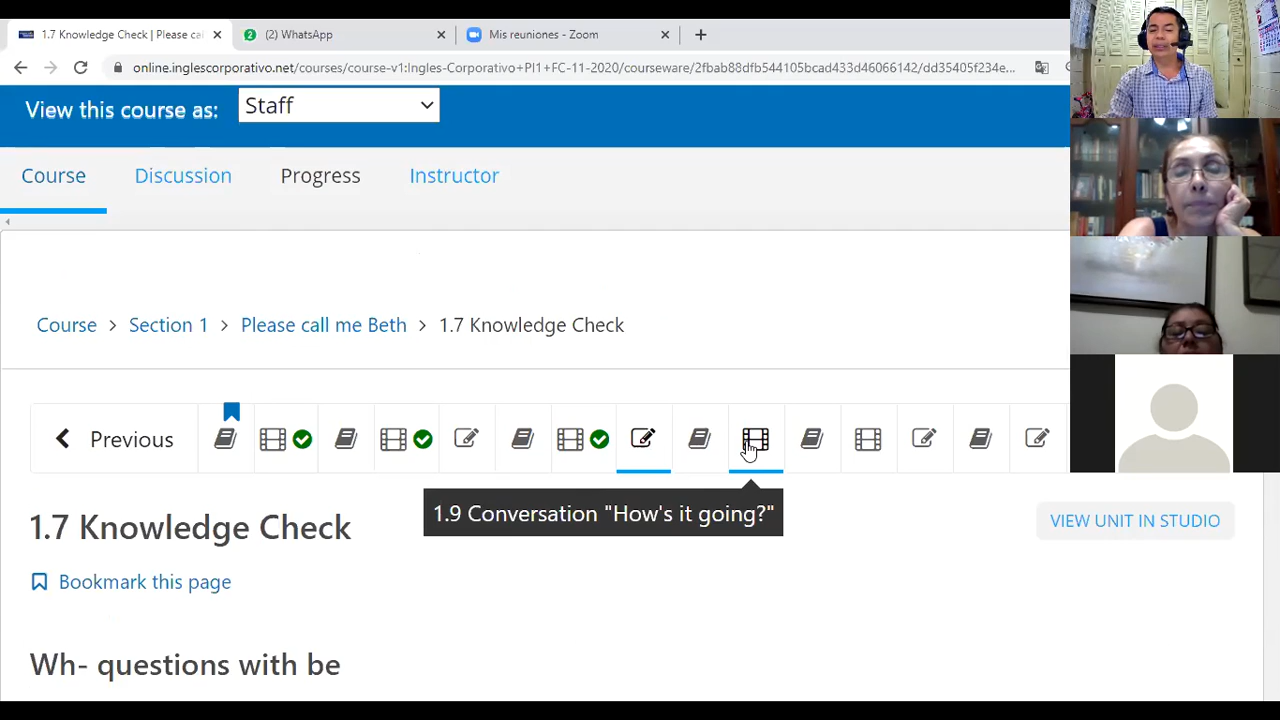 1.7 Knowledge Check | Please ca
2 (2) WhatsApp
Mis reuniones - Zoom
online.inglescorporativo.net/courses/course-v1:Ingles-Corporativo+PI1+FC-11-2020/courseware/2fbab88dfb544105bcad433d46066142/dd35405f234e...
View this course as: Staff
Course Discussion Progress Instructor
Course > Section 1 > Please call me Beth > 1.7 Knowledge Check
Previous
1.9 Conversation "How's it going?"
1.7 Knowledge Check
VIEW UNIT IN STUDIO
Bookmark this page
Wh- questions with be